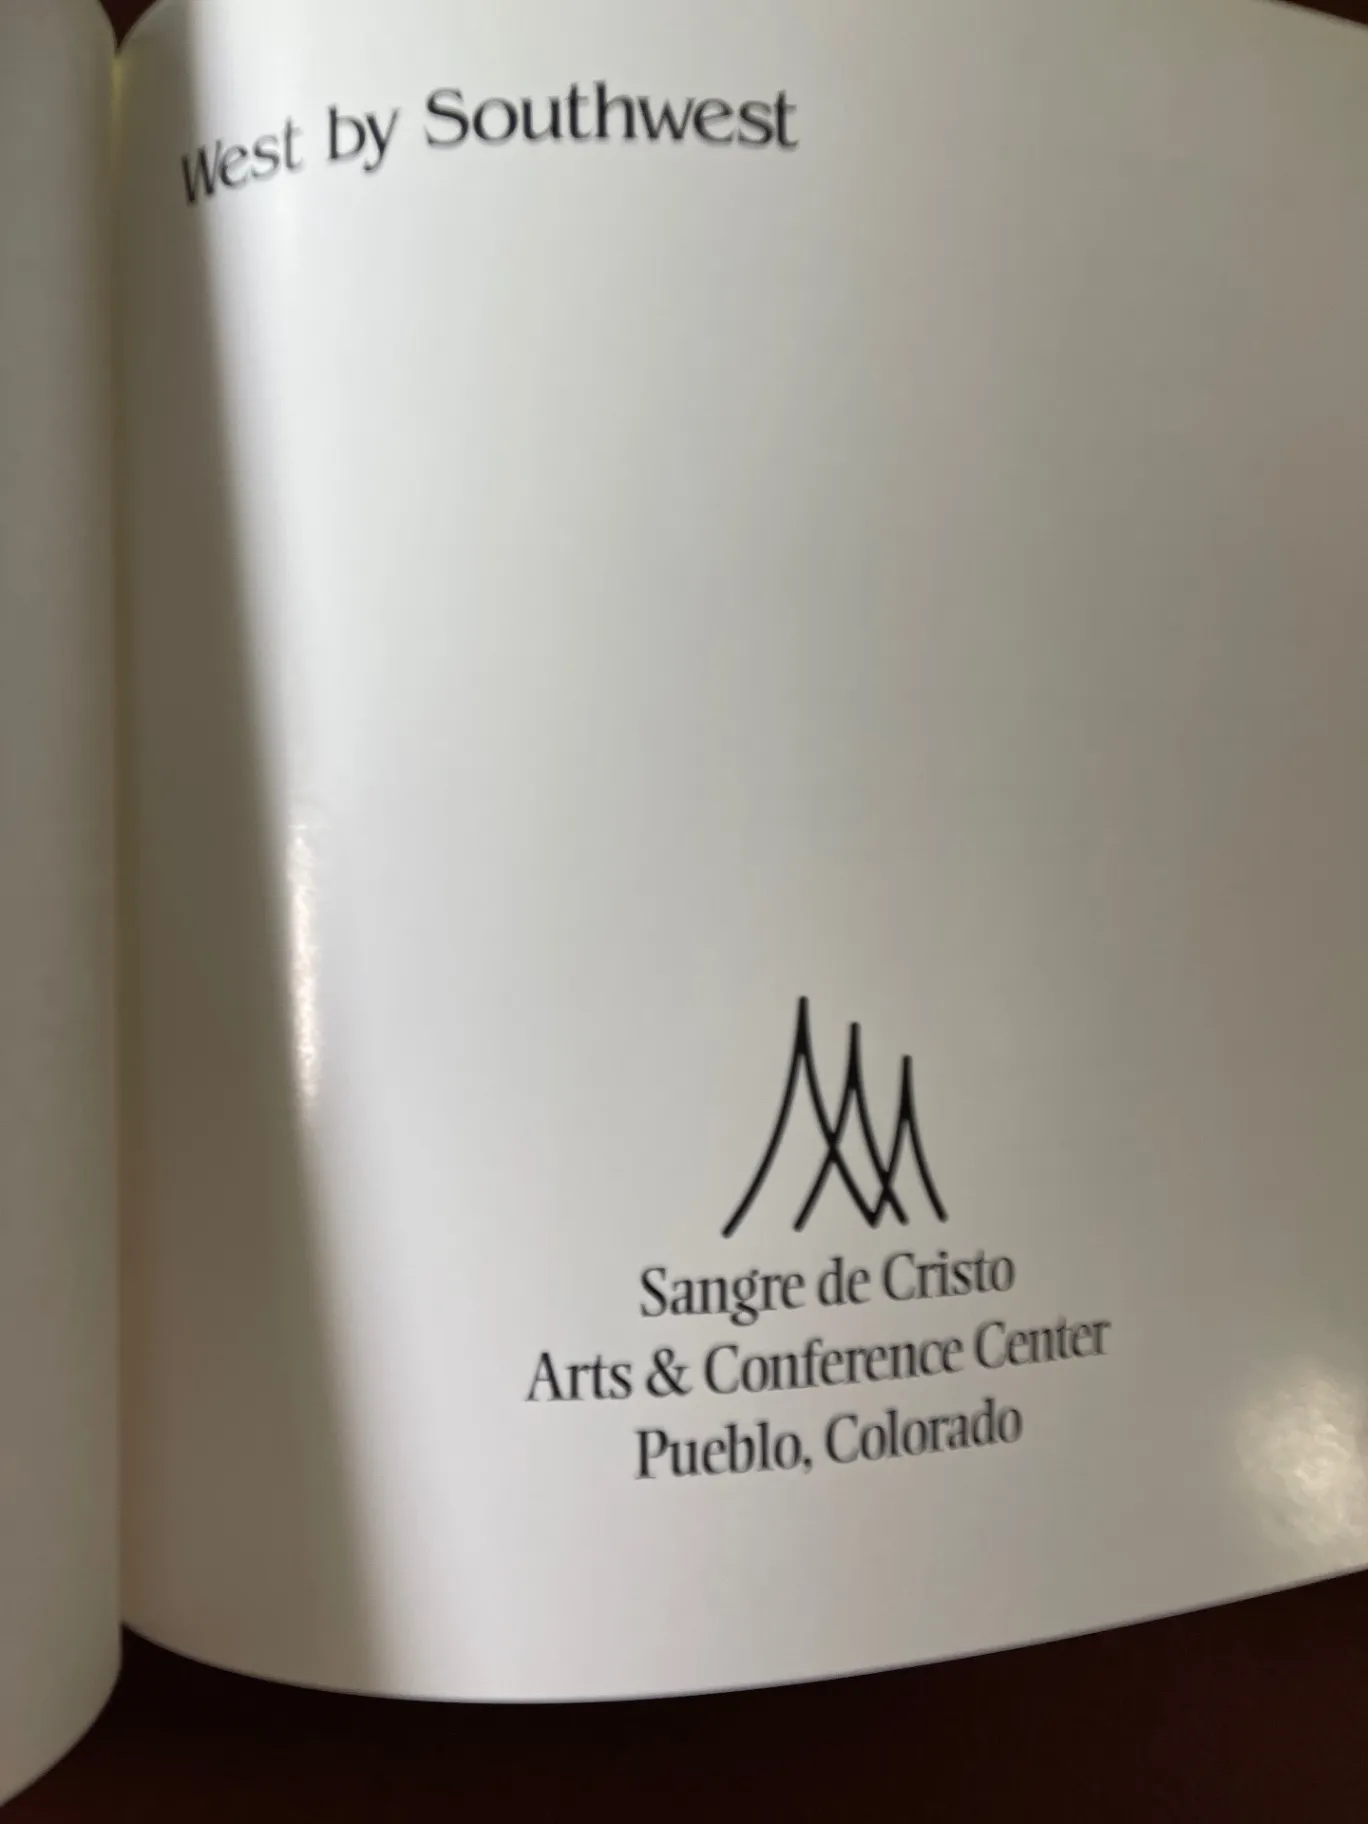 West by Southwest
Sangre de Cristo
Arts & Conference Center
Pueblo, Colorado